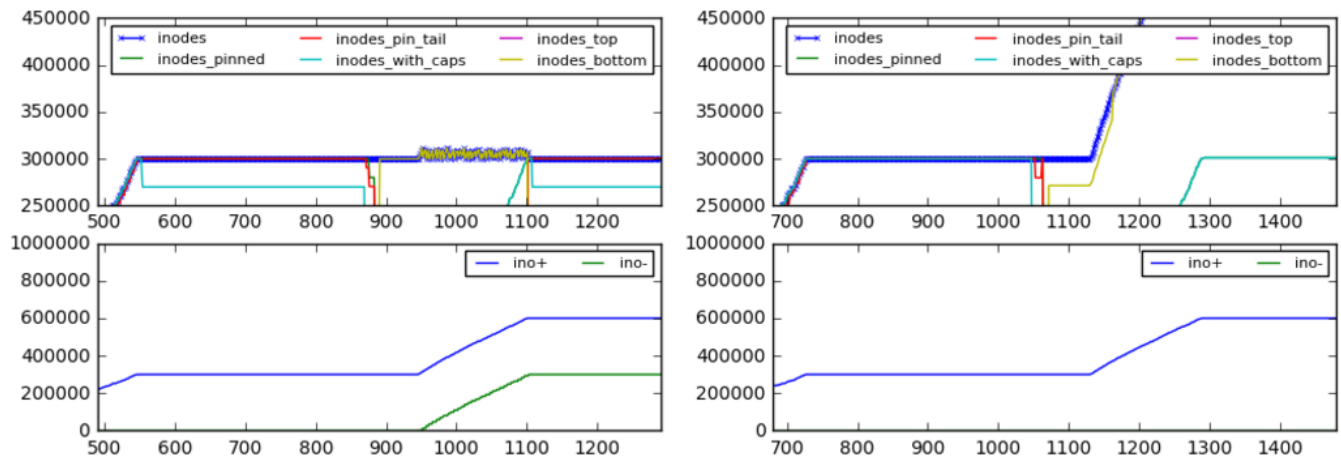 450000
inodes inodes_pin_tail inodes_top
inodes_pinned inodes_with_caps inodes_bottom
400000
350000
300000
250000
500 600 700 800 900 1000 1100 1200
1000000
ino+ ino-
800000
600000
400000
200000
0
500 600 700 800 900 1000 1100 1200
450000
inodes inodes_pin_tail inodes_top
inodes_pinned inodes_with_caps inodes_bottom
400000
350000
300000
250000
700 800 900 1000 1100 1200 1300 1400
1000000
ino+ ino-
800000
600000
400000
200000
0
700 800 900 1000 1100 1200 1300 1400